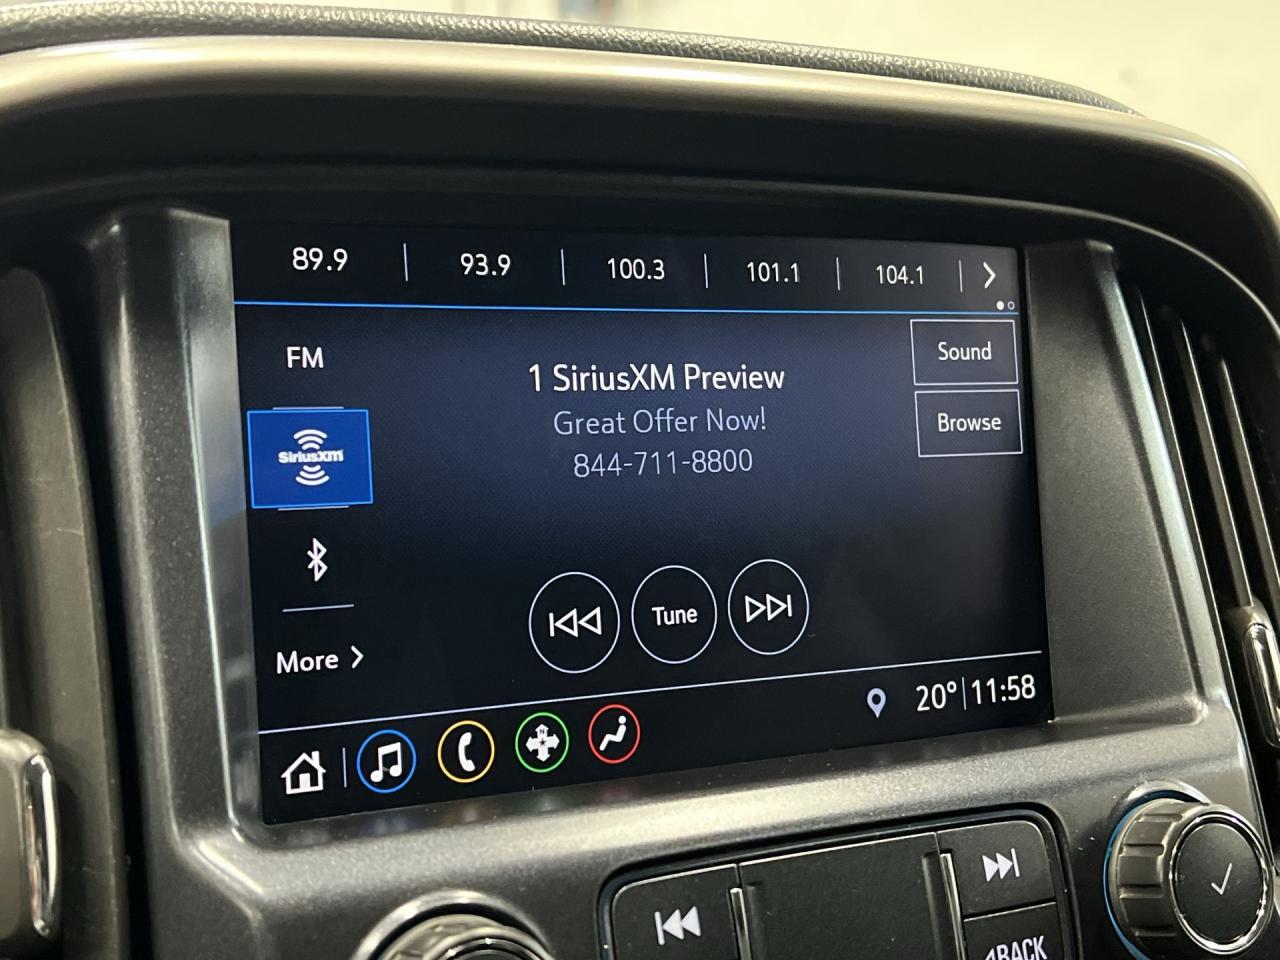 89.9 | 93.9 | 100.3 | 101.1 | 104.1
FM
Sound
1 SiriusXM Preview
Great Offer Now!
Browse
SiriusXM
844-711-8800
Tune
More
20° | 11:58
BACK